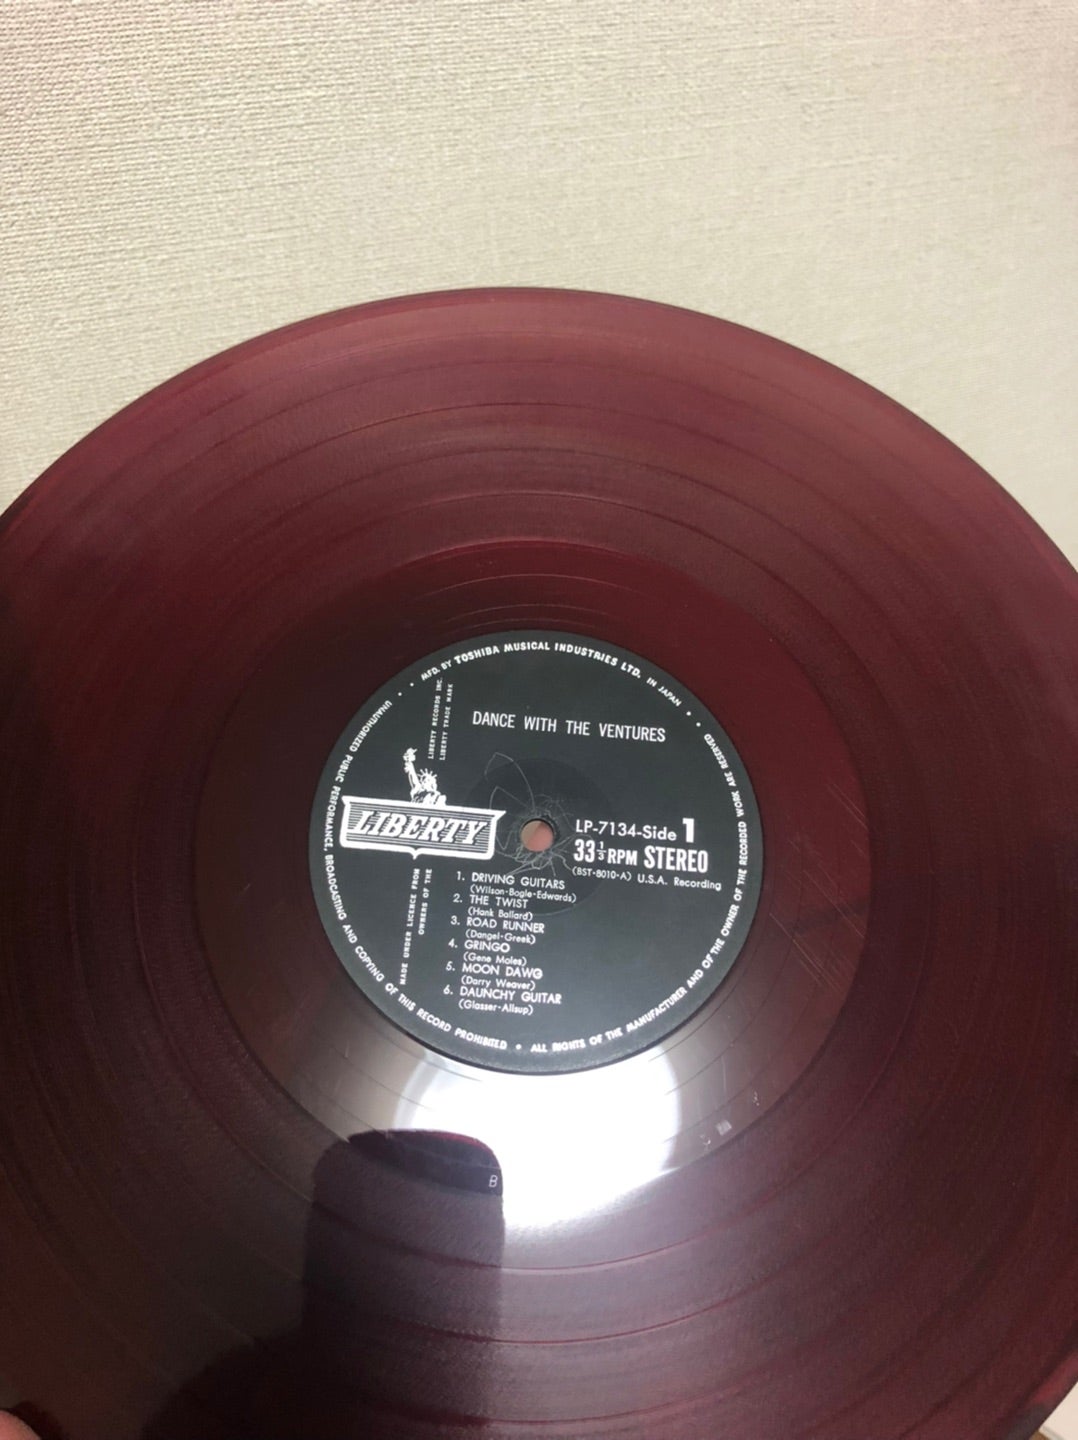 MFD. BY TOSHIBA MUSICAL INDUSTRIES LTD. IN JAPAN
UNAUTHORIZED PUBLIC PERFORMANCE, BROADCASTING AND COPYING OF THIS RECORD PROHIBITED • ALL RIGHTS OF THE MANUFACTURER AND OF THE OWNER OF THE RECORDED WORK ARE RESERVED
LIBERTY RECORDS INC.
LIBERTY TRADE MARK
DANCE WITH THE VENTURES
LIBERTY
LP-7134-Side 1
33 1/3 RPM STEREO
(BST-8010-A) U.S.A. Recording
MADE UNDER LICENCE FROM
OWNERS OF THE
1. DRIVING GUITARS
(Wilson-Bogle-Edwards)
2. THE TWIST
(Hank Ballard)
3. ROAD RUNNER
(Dangel-Greek)
4. GRINGO
(Gene Moles)
5. MOON DAWG
(Darry Weaver)
6. DAUNCHY GUITAR
(Glasser-Allsup)
B